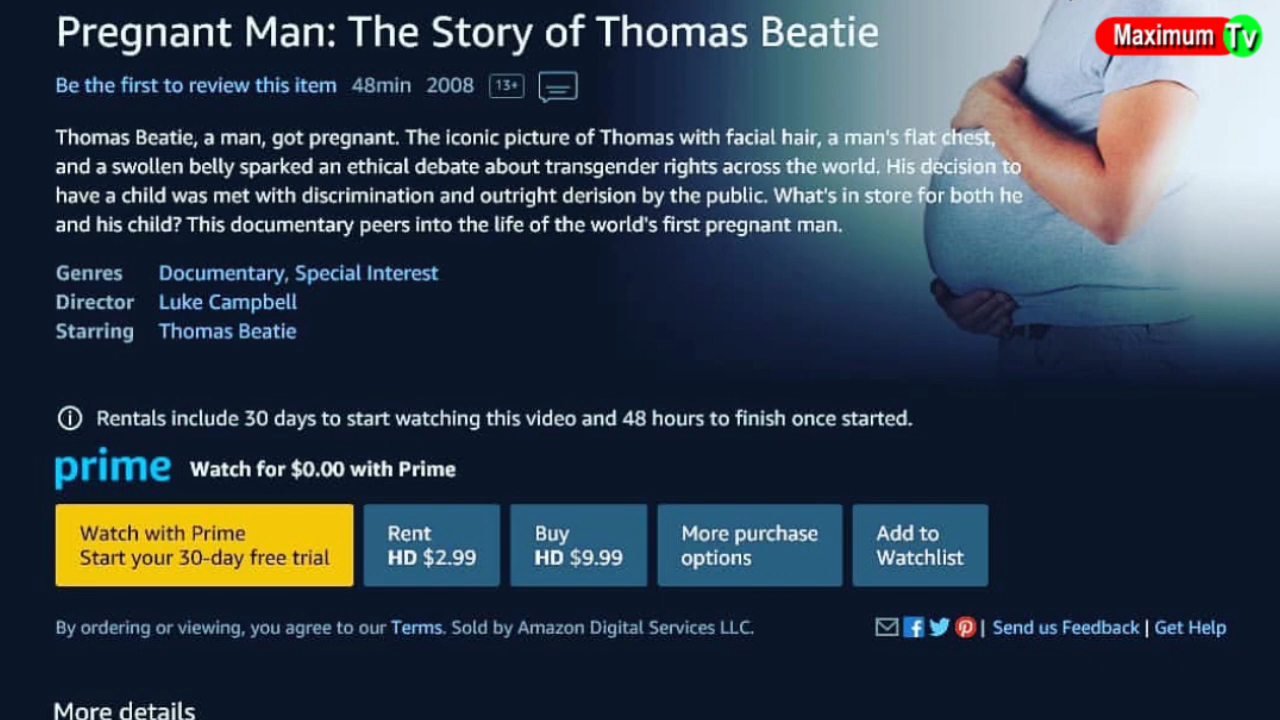 Pregnant Man: The Story of Thomas Beatie
Maximum Tv
Be the first to review this item 48min 2008 13+
Thomas Beatie, a man, got pregnant. The iconic picture of Thomas with facial hair, a man's flat chest,
and a swollen belly sparked an ethical debate about transgender rights across the world. His decision to
have a child was met with discrimination and outright derision by the public. What's in store for both he
and his child? This documentary peers into the life of the world's first pregnant man.
Genres Documentary, Special Interest
Director Luke Campbell
Starring Thomas Beatie
Rentals include 30 days to start watching this video and 48 hours to finish once started.
prime Watch for $0.00 with Prime
Watch with Prime
Start your 30-day free trial
Rent
HD $2.99
Buy
HD $9.99
More purchase
options
Add to
Watchlist
By ordering or viewing, you agree to our Terms. Sold by Amazon Digital Services LLC.
| Send us Feedback | Get Help
More details